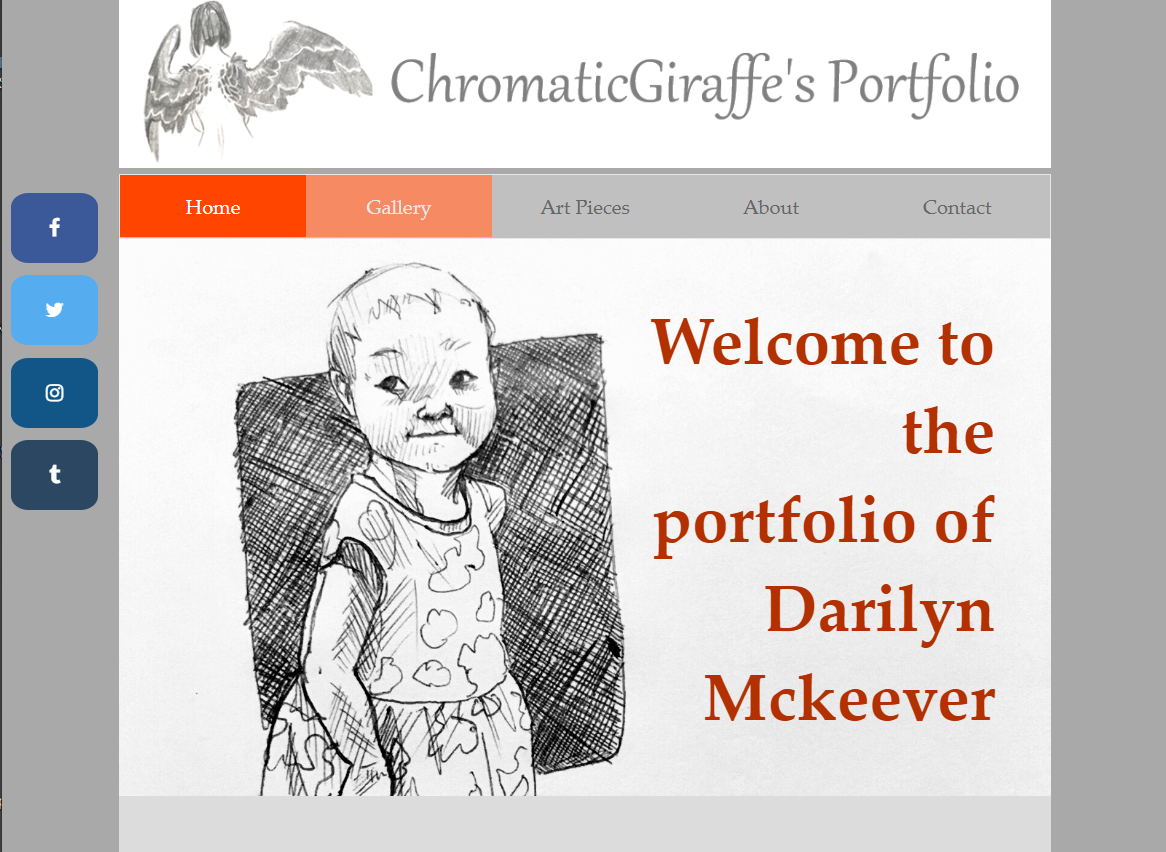 ChromaticGiraffe's Portfolio
Home Gallery Art Pieces About Contact
f
t
Welcome to
the
portfolio of
Darilyn
Mckeever